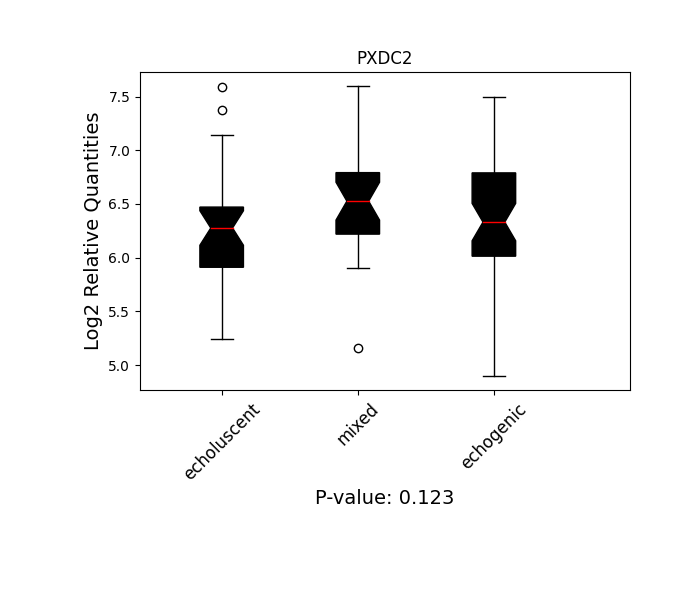 PXDC2
Log2 Relative Quantities
7.5
7.0
6.5
6.0
5.5
5.0
echoluscent
mixed
echogenic
P-value: 0.123